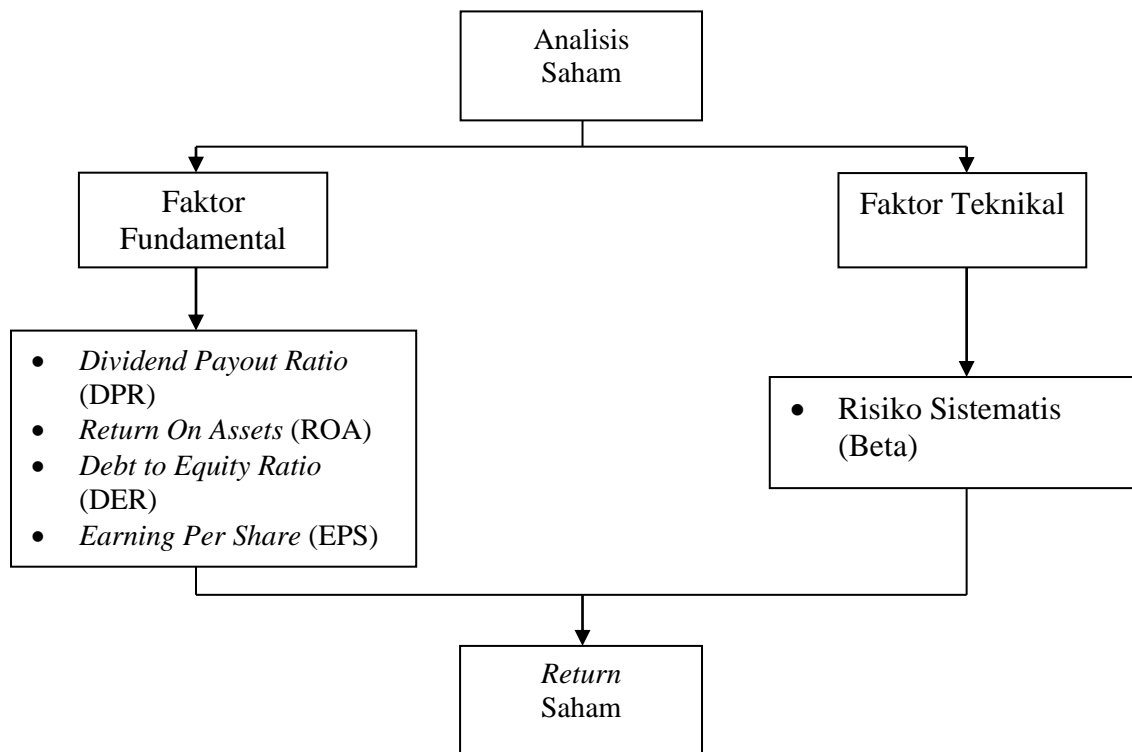 Analisis
Saham
Faktor
Fundamental
Faktor Teknikal
• Dividend Payout Ratio
(DPR)
• Return On Assets (ROA)
• Debt to Equity Ratio
(DER)
• Earning Per Share (EPS)
• Risiko Sistematis
(Beta)
Return
Saham